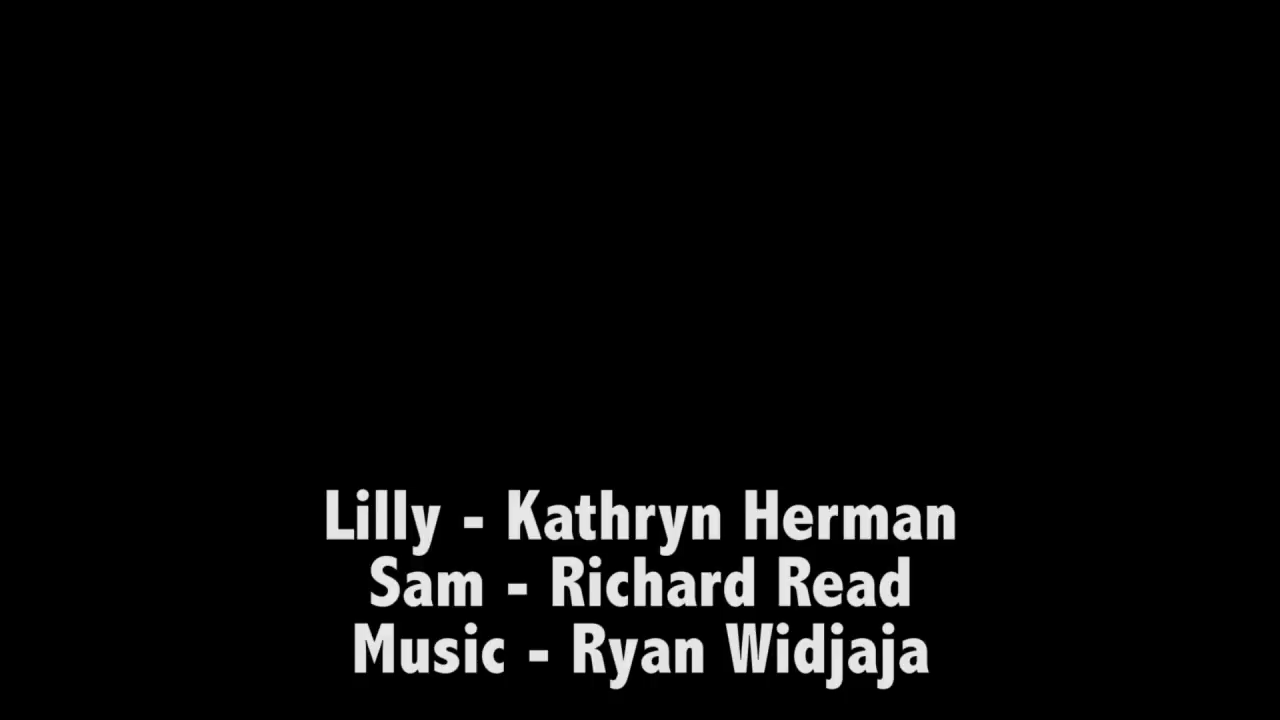 Lilly - Kathryn Herman
Sam - Richard Read
Music - Ryan Widjaja